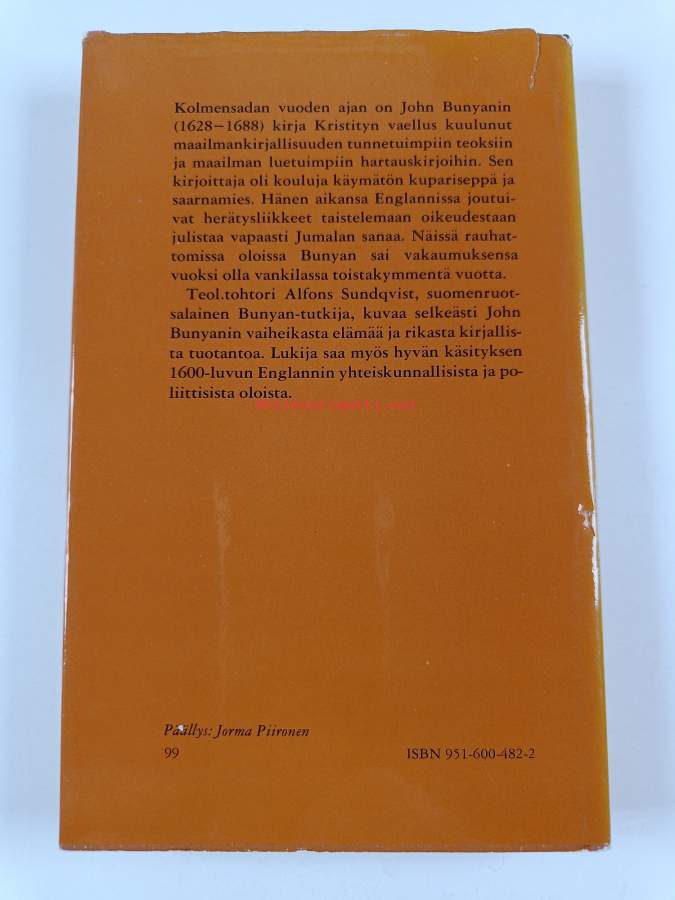 Kolmensadan vuoden ajan on John Bunyanin
(1628–1688) kirja Kristityn vaellus kuulunut
maailmankirjallisuuden tunnetuimpiin teoksiin
ja maailman luetuimpiin hartauskirjoihin. Sen
kirjoittaja oli kouluja käymätön kupariseppä ja
saarnamies. Hänen aikansa Englannissa joutui-
vat herätysliikkeet taistelemaan oikeudestaan
julistaa vapaasti Jumalan sanaa. Näissä rauhat-
tomissa oloissa Bunyan sai vakaumuksensa
vuoksi olla vankilassa toistakymmentä vuotta.
Teol.tohtori Alfons Sundqvist, suomenruot-
salainen Bunyan-tutkija, kuvaa selkeästi John
Bunyanin vaiheikasta elämää ja rikasta kirjallis-
ta tuotantoa. Lukija saa myös hyvän käsityksen
1600-luvun Englannin yhteiskunnallisista ja po-
liittisista oloista.
Päällys: Jorma Piironen
99
ISBN 951-600-482-2